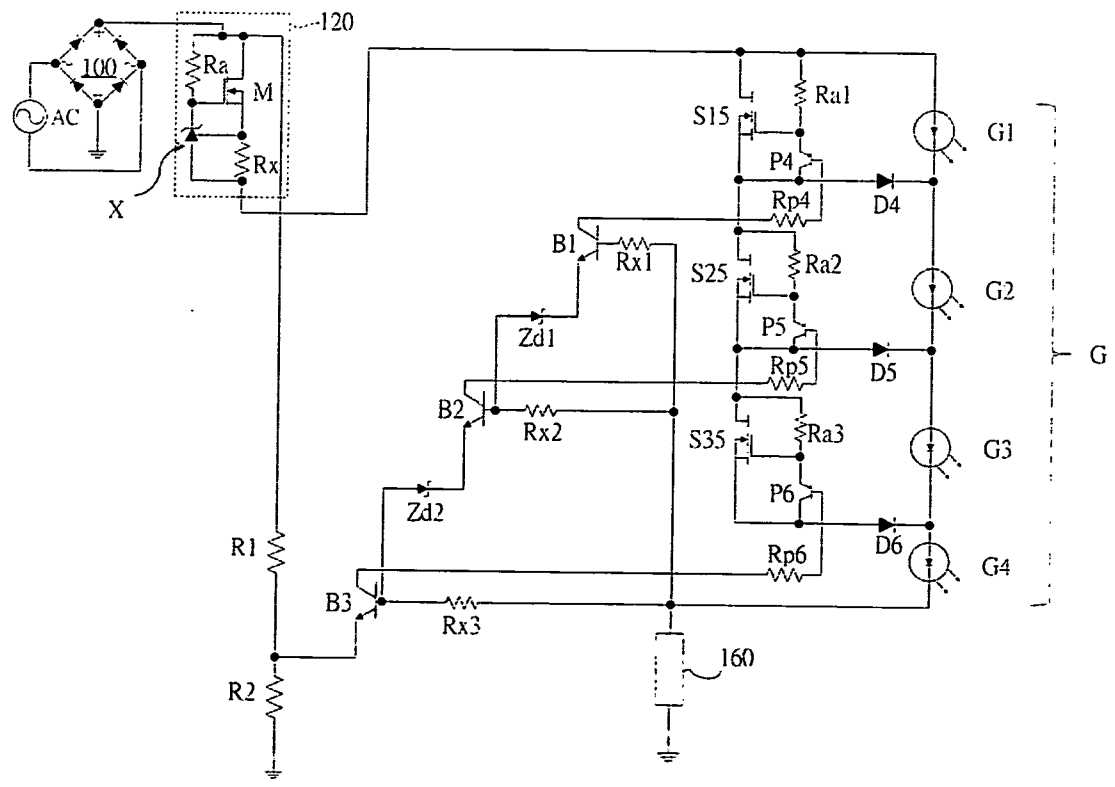 120
+
100
~
~
-
AC
Ra
M
Rx
X
S15
Ra1
G1
P4
D4
Rp4
B1
Rx1
S25
Ra2
G2
P5
Zd1
D5
Rp5
G
B2
Rx2
S35
Ra3
G3
P6
Zd2
D6
R1
Rp6
G4
B3
Rx3
160
R2